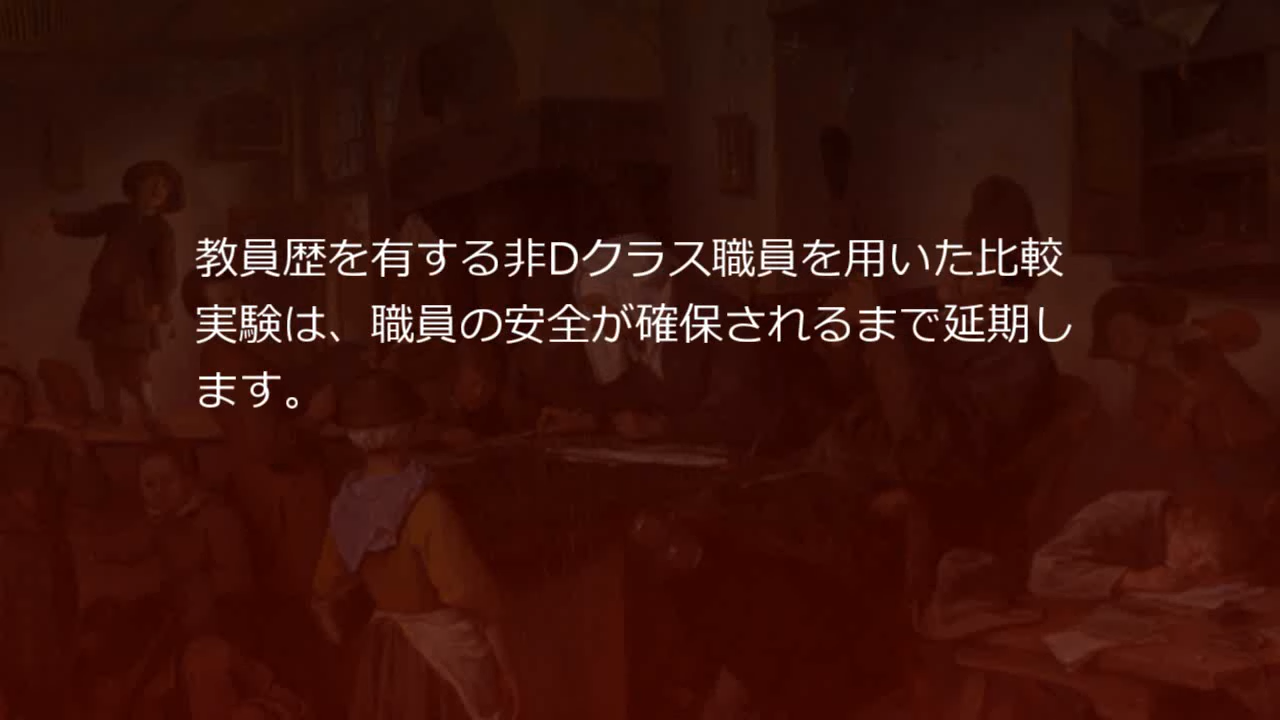 教員歴を有する非Dクラス職員を用いた比較
実験は、職員の安全が確保されるまで延期し
ます。